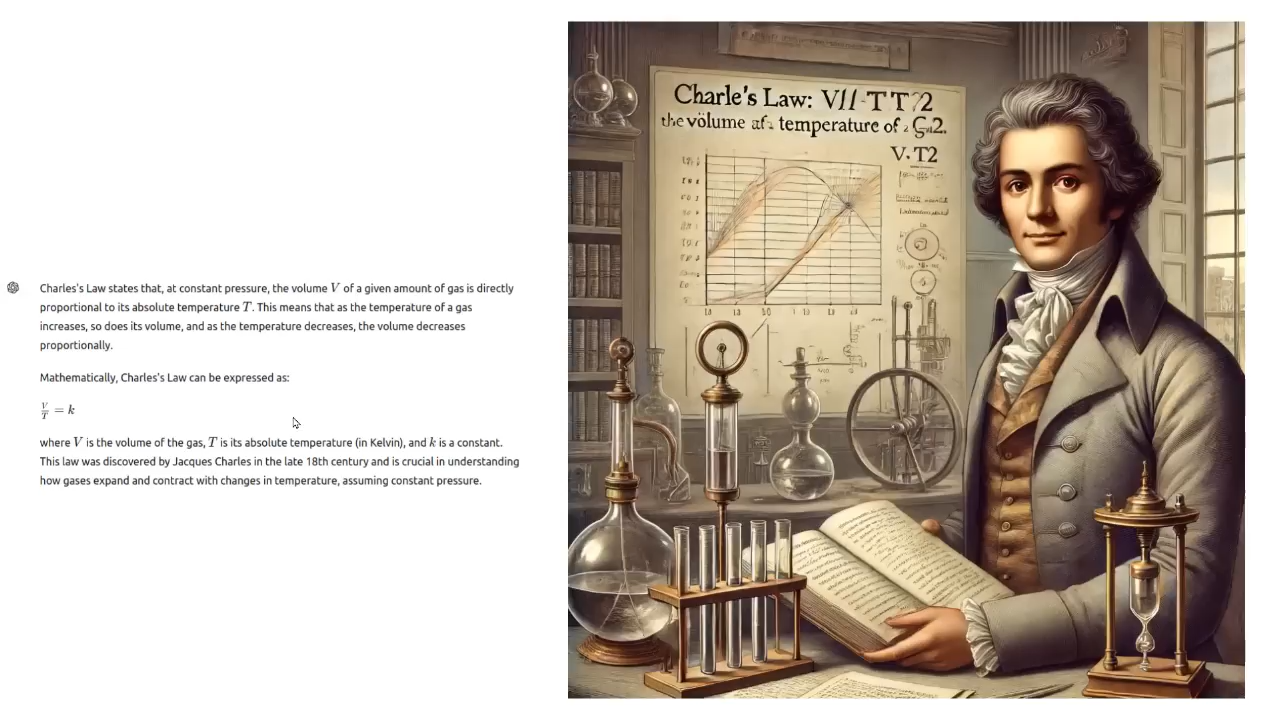 Charles's Law states that, at constant pressure, the volume V of a given amount of gas is directly
proportional to its absolute temperature T. This means that as the temperature of a gas
increases, so does its volume, and as the temperature decreases, the volume decreases
proportionally.
Mathematically, Charles's Law can be expressed as:
V/T = k
where V is the volume of the gas, T is its absolute temperature (in Kelvin), and k is a constant.
This law was discovered by Jacques Charles in the late 18th century and is crucial in understanding
how gases expand and contract with changes in temperature, assuming constant pressure.
Charle's Law: V// T T?2
the völume temperature of
V·T2